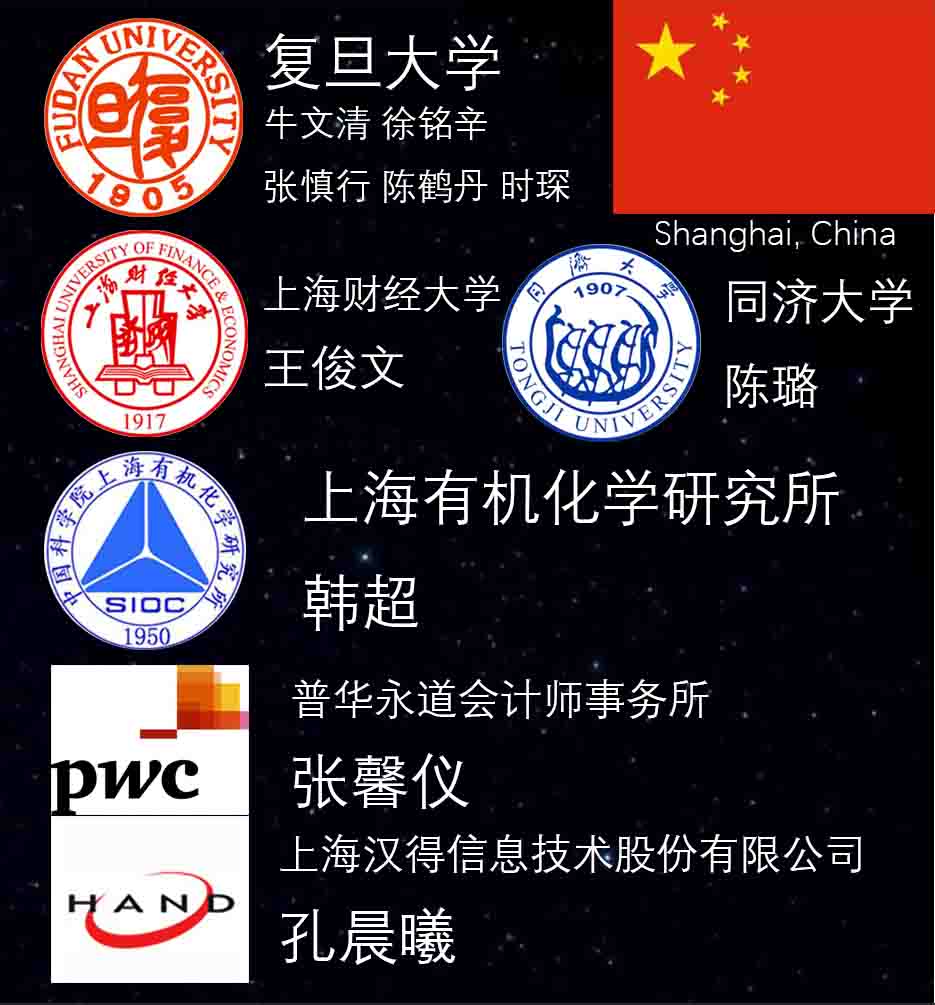 FUDAN UNIVERSITY
1905
复旦大学
牛文清 徐铭辛
张慎行 陈鹤丹 时琛
Shanghai, China
SHANGHAI UNIVERSITY OF FINANCE & ECONOMICS
上海财经大学
1917
上海财经大学
王俊文
同济大学
1907
TONGJI UNIVERSITY
同济大学
陈璐
中国科学院上海有机化学研究所
SIOC
1950
上海有机化学研究所
韩超
pwc
普华永道会计师事务所
张馨仪
HAND
上海汉得信息技术股份有限公司
孔晨曦